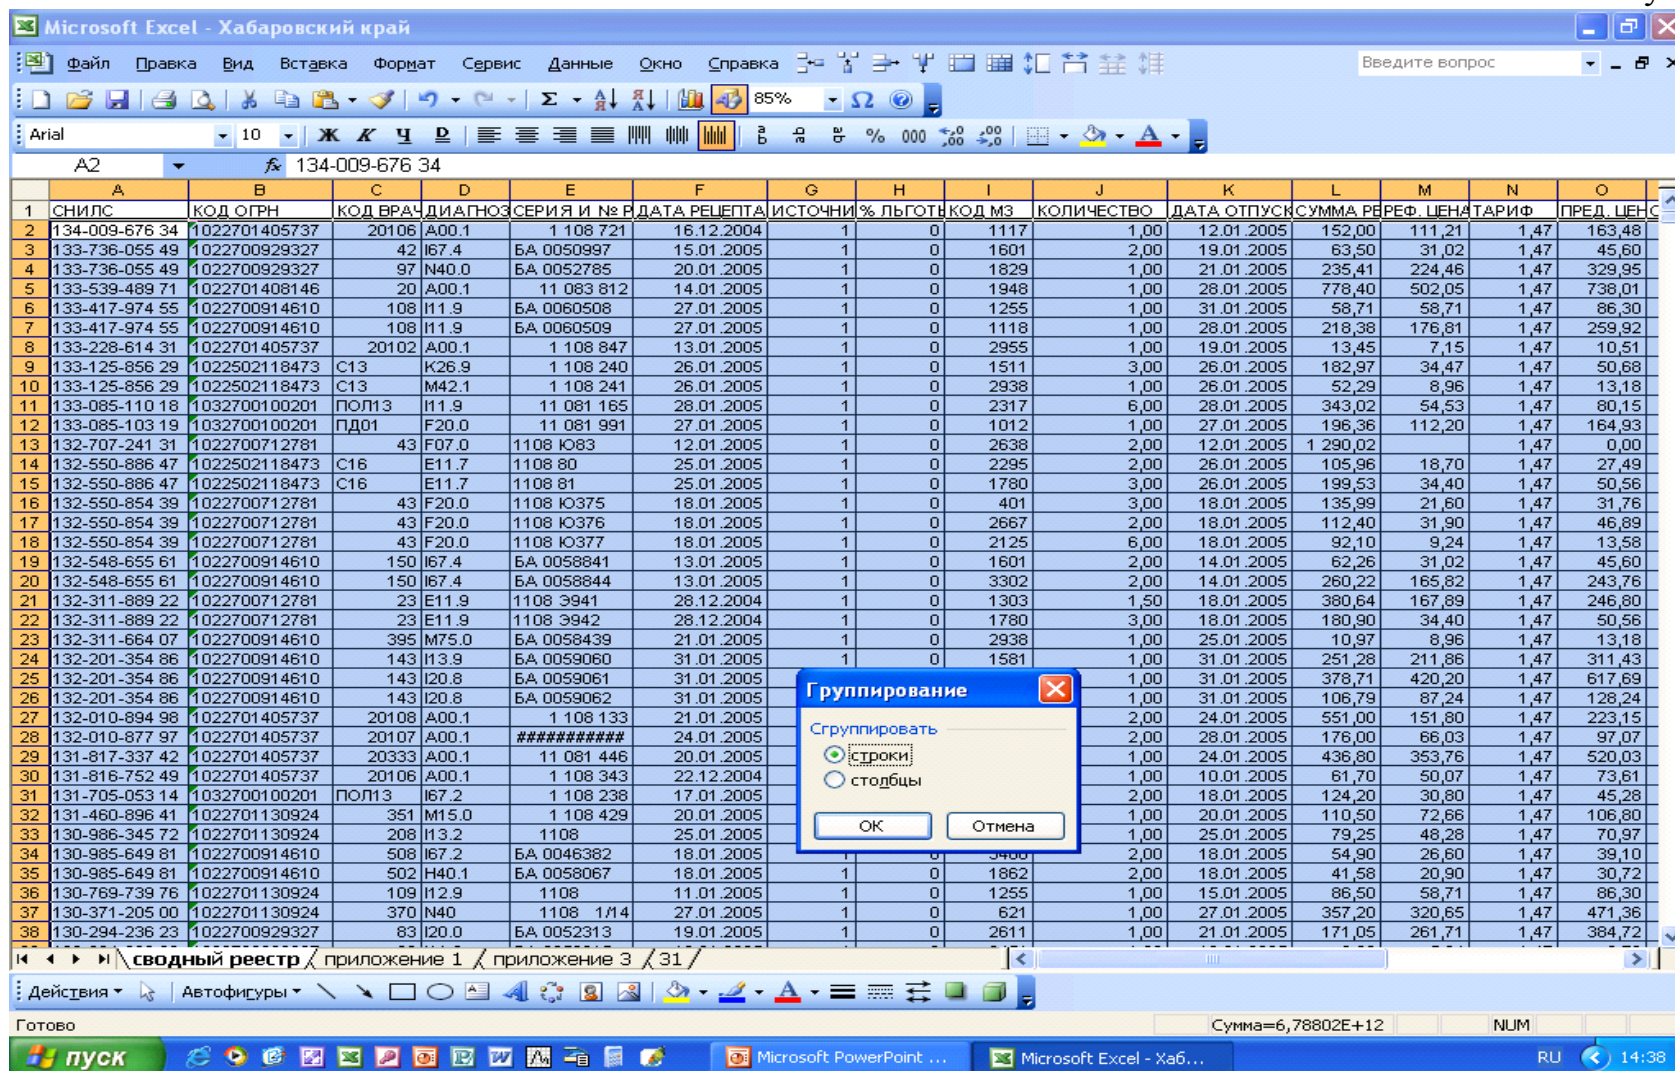 Microsoft Excel - Хабаровский край
Файл Правка Вид Вставка Формат Сервис Данные Окно Справка Введите вопрос
85%
Arial 10 Ж К Ч D % 000
A2 fx 134-009-676 34
A B C D E F G H I J K L M N O
1 СНИЛС КОД ОГРН КОД ВРАЧ ДИАГНОЗ СЕРИЯ И № Р ДАТА РЕЦЕПТА ИСТОЧНИ % ЛЬГОТЬ КОД МЗ КОЛИЧЕСТВО ДАТА ОТПУСК СУММА РЕ РЕФ. ЦЕНА ТАРИФ ПРЕД. ЦЕН
2 134-009-676 34 1022701405737 20106 A00.1 1 108 721 16.12.2004 1 0 1117 1,00 12.01.2005 152,00 111,21 1,47 163,48
3 133-736-055 49 1022700929327 42 I67.4 БА 0050997 15.01.2005 1 0 1601 2,00 19.01.2005 63,50 31,02 1,47 45,60
4 133-736-055 49 1022700929327 97 N40.0 БА 0052785 20.01.2005 1 0 1829 1,00 21.01.2005 235,41 224,46 1,47 329,95
5 133-539-489 71 1022701408146 20 A00.1 11 083 812 14.01.2005 1 0 1948 1,00 28.01.2005 778,40 502,05 1,47 738,01
6 133-417-974 55 1022700914610 108 I11.9 БА 0060508 27.01.2005 1 0 1255 1,00 31.01.2005 58,71 58,71 1,47 86,30
7 133-417-974 55 1022700914610 108 I11.9 БА 0060509 27.01.2005 1 0 1118 1,00 28.01.2005 218,38 176,81 1,47 259,92
8 133-228-614 31 1022701405737 20102 A00.1 1 108 847 13.01.2005 1 0 2955 1,00 19.01.2005 13,45 7,15 1,47 10,51
9 133-125-856 29 1022502118473 С13 K26.9 1 108 240 26.01.2005 1 0 1511 3,00 26.01.2005 182,97 34,47 1,47 50,68
10 133-125-856 29 1022502118473 С13 M42.1 1 108 241 26.01.2005 1 0 2938 1,00 26.01.2005 52,29 8,96 1,47 13,18
11 133-085-110 18 1032700100201 ПОЛ13 I11.9 11 081 165 28.01.2005 1 0 2317 6,00 28.01.2005 343,02 54,53 1,47 80,15
12 133-085-103 19 1032700100201 ПД01 F20.0 11 081 991 27.01.2005 1 0 1012 1,00 27.01.2005 196,36 112,20 1,47 164,93
13 132-707-241 31 1022700712781 43 F07.0 1108 Ю83 12.01.2005 1 0 2638 2,00 12.01.2005 1 290,02 1,47 0,00
14 132-550-886 47 1022502118473 С16 E11.7 1108 80 25.01.2005 1 0 2295 2,00 26.01.2005 105,96 18,70 1,47 27,49
15 132-550-886 47 1022502118473 С16 E11.7 1108 81 25.01.2005 1 0 1780 3,00 26.01.2005 199,53 34,40 1,47 50,56
16 132-550-854 39 1022700712781 43 F20.0 1108 Ю375 18.01.2005 1 0 401 3,00 18.01.2005 135,99 21,60 1,47 31,76
17 132-550-854 39 1022700712781 43 F20.0 1108 Ю376 18.01.2005 1 0 2667 2,00 18.01.2005 112,40 31,90 1,47 46,89
18 132-550-854 39 1022700712781 43 F20.0 1108 Ю377 18.01.2005 1 0 2125 6,00 18.01.2005 92,10 9,24 1,47 13,58
19 132-548-655 61 1022700914610 150 I67.4 БА 0058841 13.01.2005 1 0 1601 2,00 14.01.2005 62,26 31,02 1,47 45,60
20 132-548-655 61 1022700914610 150 I67.4 БА 0058844 13.01.2005 1 0 3302 2,00 14.01.2005 260,22 165,82 1,47 243,76
21 132-311-889 22 1022700712781 23 E11.9 1108 Э941 28.12.2004 1 0 1303 1,50 18.01.2005 380,64 167,89 1,47 246,80
22 132-311-889 22 1022700712781 23 E11.9 1108 Э942 28.12.2004 1 0 1780 3,00 18.01.2005 180,90 34,40 1,47 50,56
23 132-311-664 07 1022700914610 395 M75.0 БА 0058439 21.01.2005 1 0 2938 1,00 25.01.2005 10,97 8,96 1,47 13,18
24 132-201-354 86 1022700914610 143 I13.9 БА 0059060 31.01.2005 1 0 1581 1,00 31.01.2005 251,28 211,86 1,47 311,43
25 132-201-354 86 1022700914610 143 I20.8 БА 0059061 31.01.2005 1,00 31.01.2005 378,71 420,20 1,47 617,69
26 132-201-354 86 1022700914610 143 I20.8 БА 0059062 31.01.2005 1,00 31.01.2005 106,79 87,24 1,47 128,24
27 132-010-894 98 1022701405737 20108 A00.1 1 108 133 21.01.2005 2,00 24.01.2005 551,00 151,80 1,47 223,15
28 132-010-877 97 1022701405737 20107 A00.1 ########### 24.01.2005 2,00 28.01.2005 176,00 66,03 1,47 97,07
29 131-817-337 42 1022701405737 20333 A00.1 11 081 446 20.01.2005 1,00 24.01.2005 436,80 353,76 1,47 520,03
30 131-816-752 49 1022701405737 20106 A00.1 1 108 343 22.12.2004 1,00 10.01.2005 61,70 50,07 1,47 73,61
31 131-705-053 14 1032700100201 ПОЛ13 I67.2 1 108 238 17.01.2005 2,00 18.01.2005 124,20 30,80 1,47 45,28
32 131-460-896 41 1022701130924 351 M15.0 1 108 429 20.01.2005 1,00 20.01.2005 110,50 72,66 1,47 106,80
33 130-986-345 72 1022701130924 208 I13.2 1108 25.01.2005 1,00 25.01.2005 79,25 48,28 1,47 70,97
34 130-985-649 81 1022700914610 508 I67.2 БА 0046382 18.01.2005 2,00 18.01.2005 54,90 26,60 1,47 39,10
35 130-985-649 81 1022700914610 502 H40.1 БА 0058067 18.01.2005 1 0 1862 2,00 18.01.2005 41,58 20,90 1,47 30,72
36 130-769-739 76 1022701130924 109 I12.9 1108 11.01.2005 1 0 1255 1,00 15.01.2005 86,50 58,71 1,47 86,30
37 130-371-205 00 1022701130924 370 N40 1108 1/14 27.01.2005 1 0 621 1,00 27.01.2005 357,20 320,65 1,47 471,36
38 130-294-236 23 1022700929327 83 I20.0 БА 0052313 19.01.2005 1 0 2611 1,00 21.01.2005 171,05 261,71 1,47 384,72
Группирование
Сгруппировать
строки
столбцы
ОК Отмена
сводный реестр приложение 1 приложение 3 31
Действия Автофигуры
Готово Сумма=6,78802E+12 NUM
пуск Microsoft PowerPoint ... Microsoft Excel - Хаб... RU 14:38